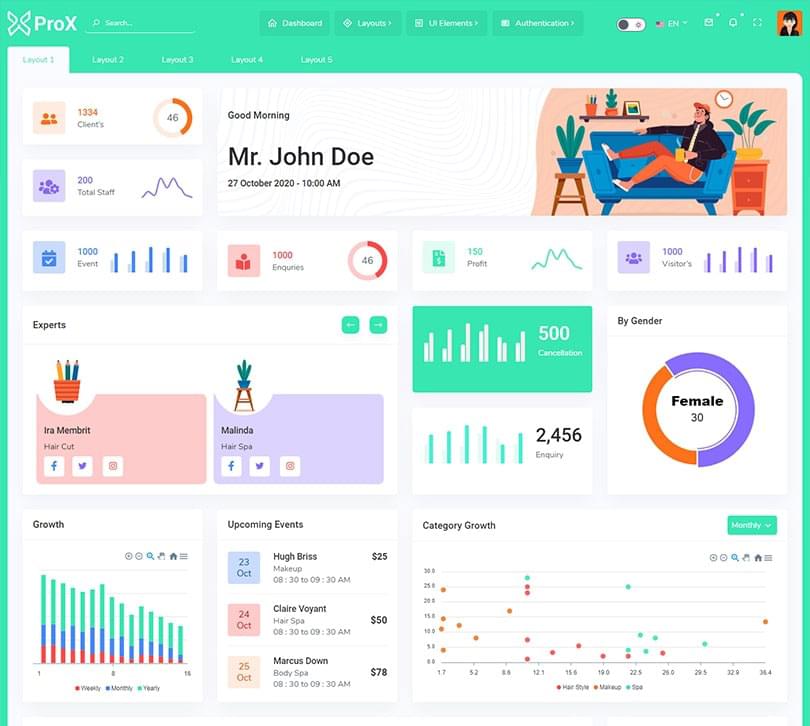 ProX
Search...
Dashboard
Layouts
UI Elements
Authentication
EN
Layout 1
Layout 2
Layout 3
Layout 4
Layout 5
1334
Client's
46
Good Morning
Mr. John Doe
27 October 2020 - 10:00 AM
200
Total Staff
1000
Event
1000
Enquries
46
150
Profit
1000
Visitor's
Experts
Ira Membrit
Hair Cut
Malinda
Hair Spa
500
Cancellation
2,456
Enquiry
By Gender
Female
30
Growth
1 8 15
Weekly Monthly Yearly
Upcoming Events
23
Oct
Hugh Briss
$25
Makeup
08 : 30 to 09 : 30 AM
24
Oct
Claire Voyant
Hair Spa
$50
08 : 30 to 09 : 30 AM
25
Oct
Marcus Down
Body Spa
$78
08 : 30 to 09 : 30 AM
Category Growth
Monthly
30.0
25.0
20.0
15.0
10.0
5.0
0.0
1.7 5.2 8.6 12.1 15.6 19.0 22.5 26.0 29.5 32.9 36.4
Hair Style Makeup Spa